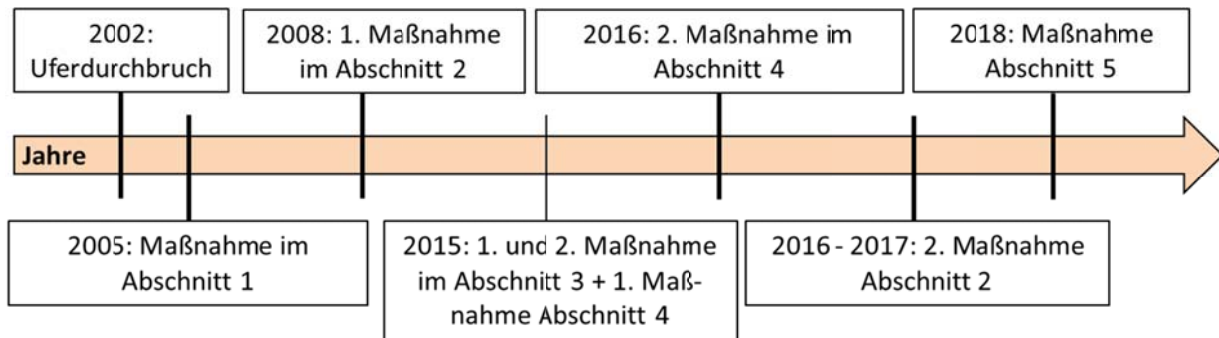 2002:
Uferdurchbruch
2008: 1. Maßnahme
im Abschnitt 2
2016: 2. Maßnahme im
Abschnitt 4
2018: Maßnahme
Abschnitt 5
Jahre
2005: Maßnahme im
Abschnitt 1
2015: 1. und 2. Maßnahme
im Abschnitt 3 + 1. Maß-
nahme Abschnitt 4
2016 - 2017: 2. Maßnahme
Abschnitt 2